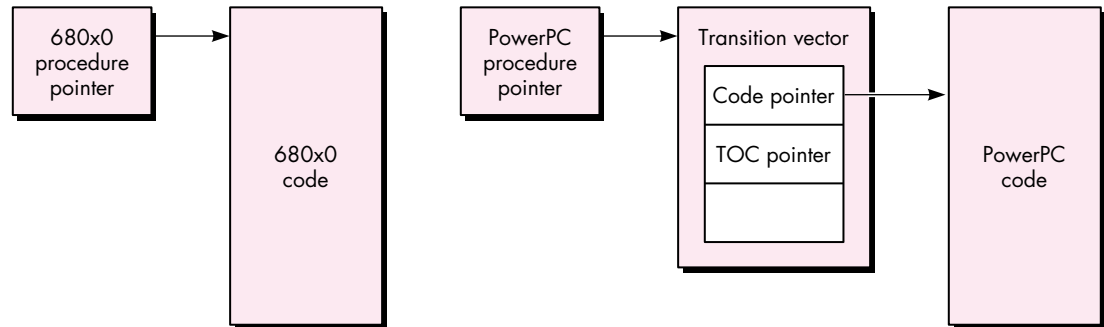 680x0
procedure
pointer
680x0
code
PowerPC
procedure
pointer
Transition vector
Code pointer
TOC pointer
PowerPC
code